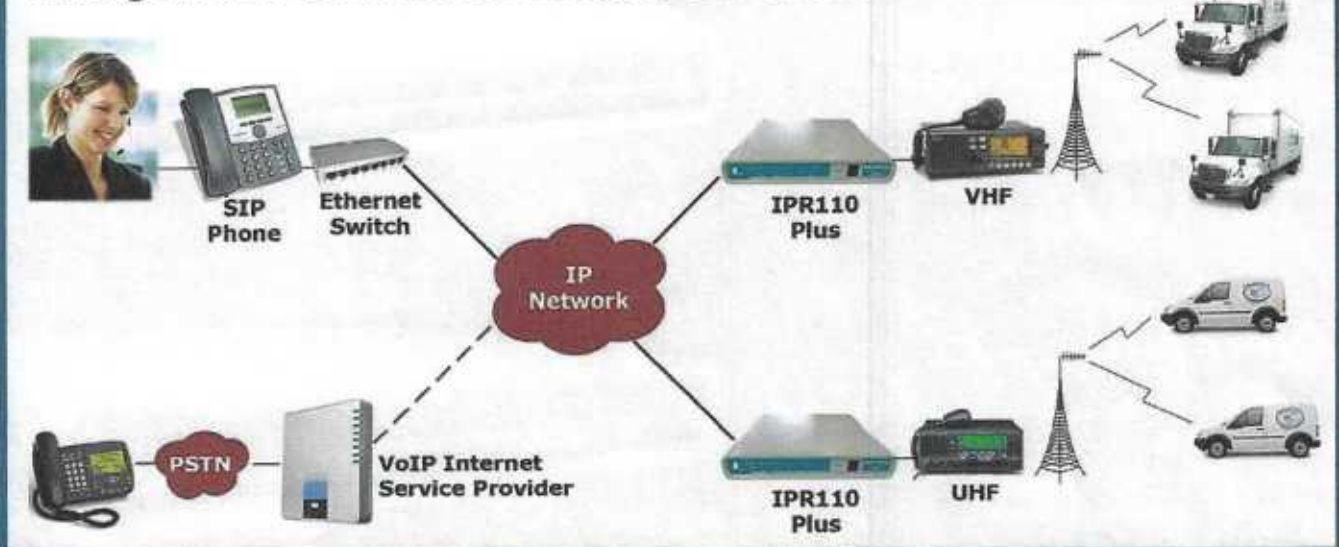 SIP
Phone
Ethernet
Switch
IPR110
Plus
VHF
IP
Network
PSTN
VoIP Internet
Service Provider
IPR110
Plus
UHF